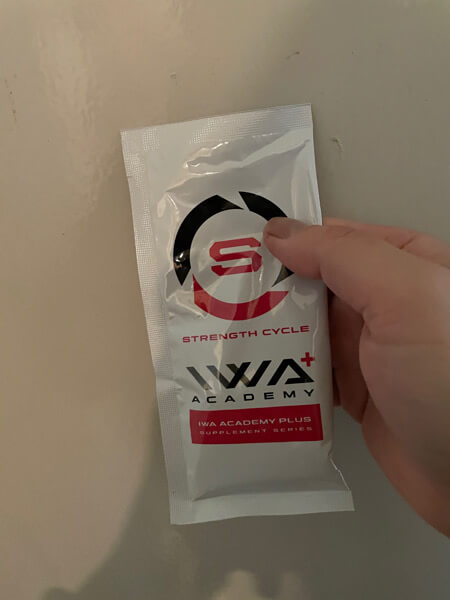 S
STRENGTH CYCLE
IWA+
ACADEMY
IWA ACADEMY PLUS
SUPPLEMENT SERIES